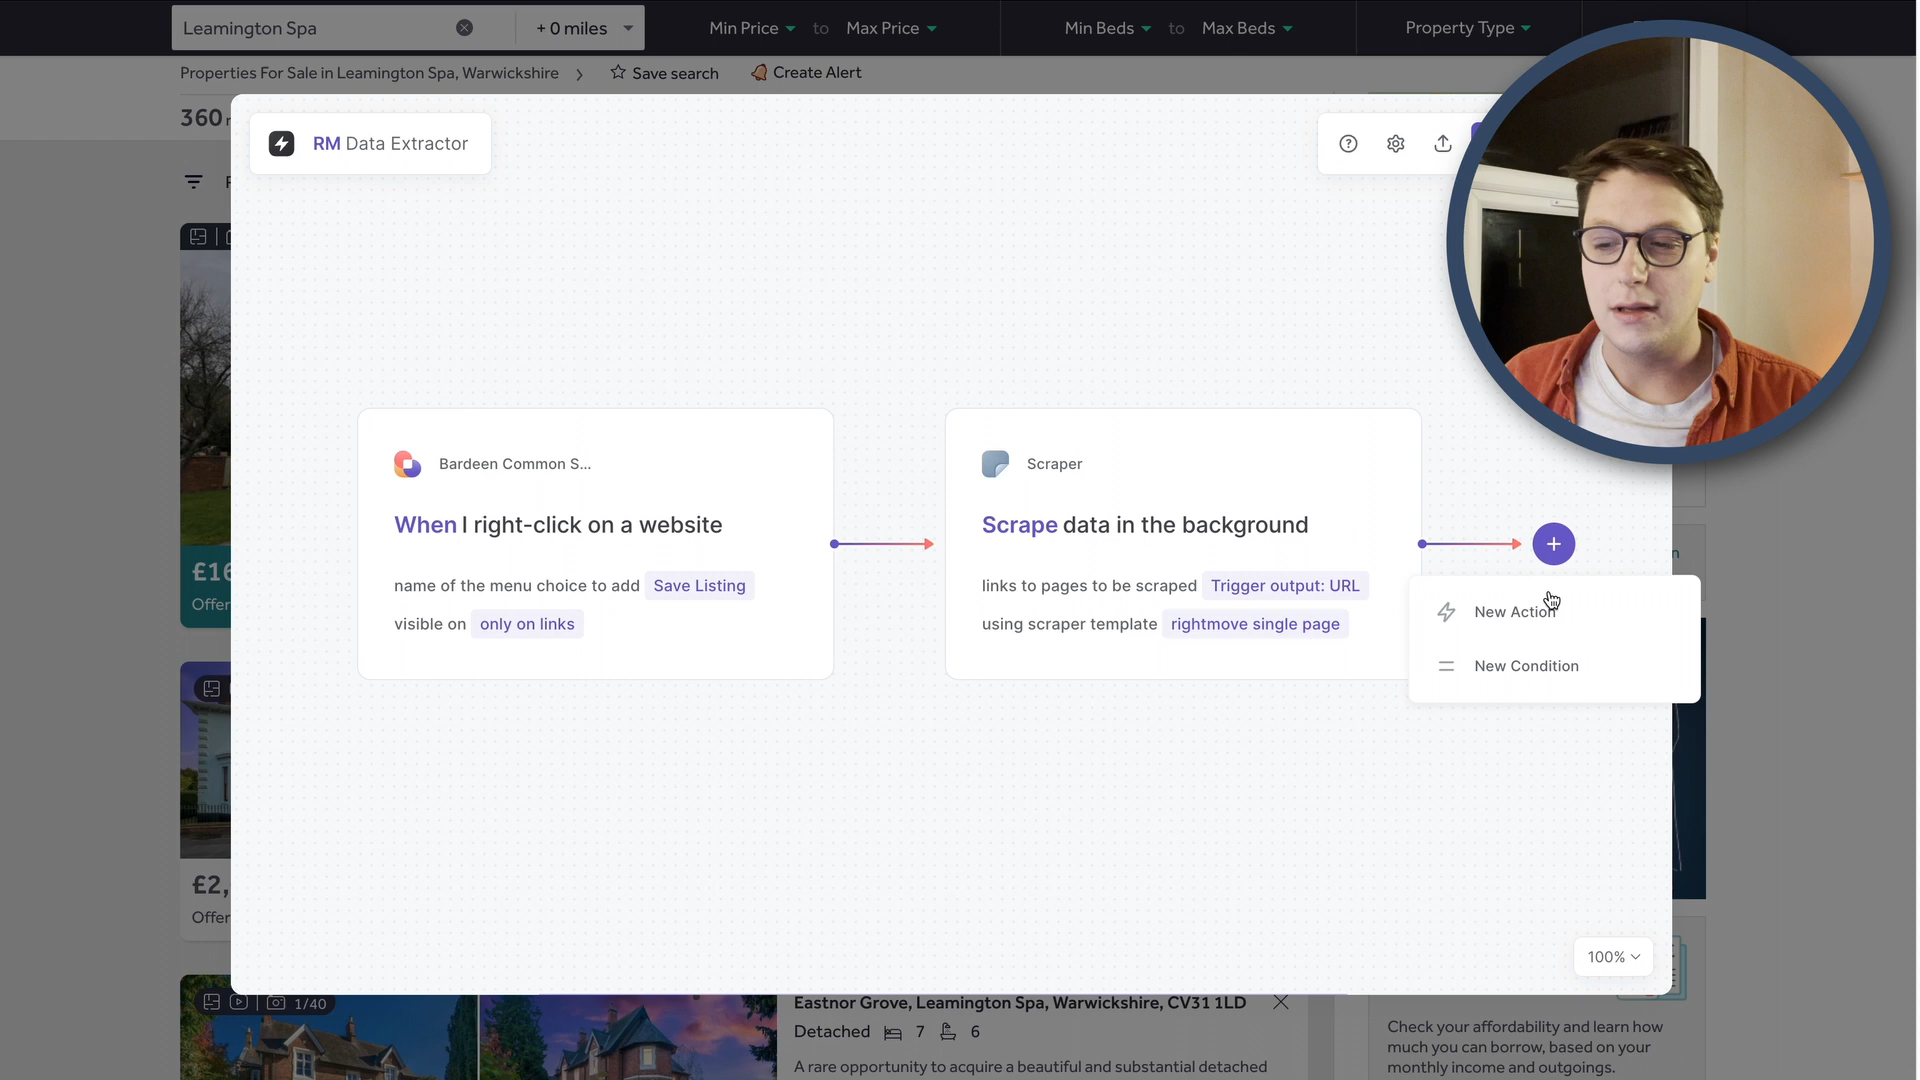 Leamington Spa
+ 0 miles
Min Price to Max Price
Min Beds to Max Beds
Property Type
Properties For Sale in Leamington Spa, Warwickshire
Save search
Create Alert
360
RM Data Extractor
Bardeen Common S...
When I right-click on a website
name of the menu choice to add Save Listing
visible on only on links
Scraper
Scrape data in the background
links to pages to be scraped Trigger output: URL
using scraper template rightmove single page
New Action
New Condition
£16
Offer
£2,
Offer
100%
1/40
Eastnor Grove, Leamington Spa, Warwickshire, CV31 1LD
Detached 7 6
A rare opportunity to acquire a beautiful and substantial detached
Check your affordability and learn how
much you can borrow, based on your
monthly income and outgoings.